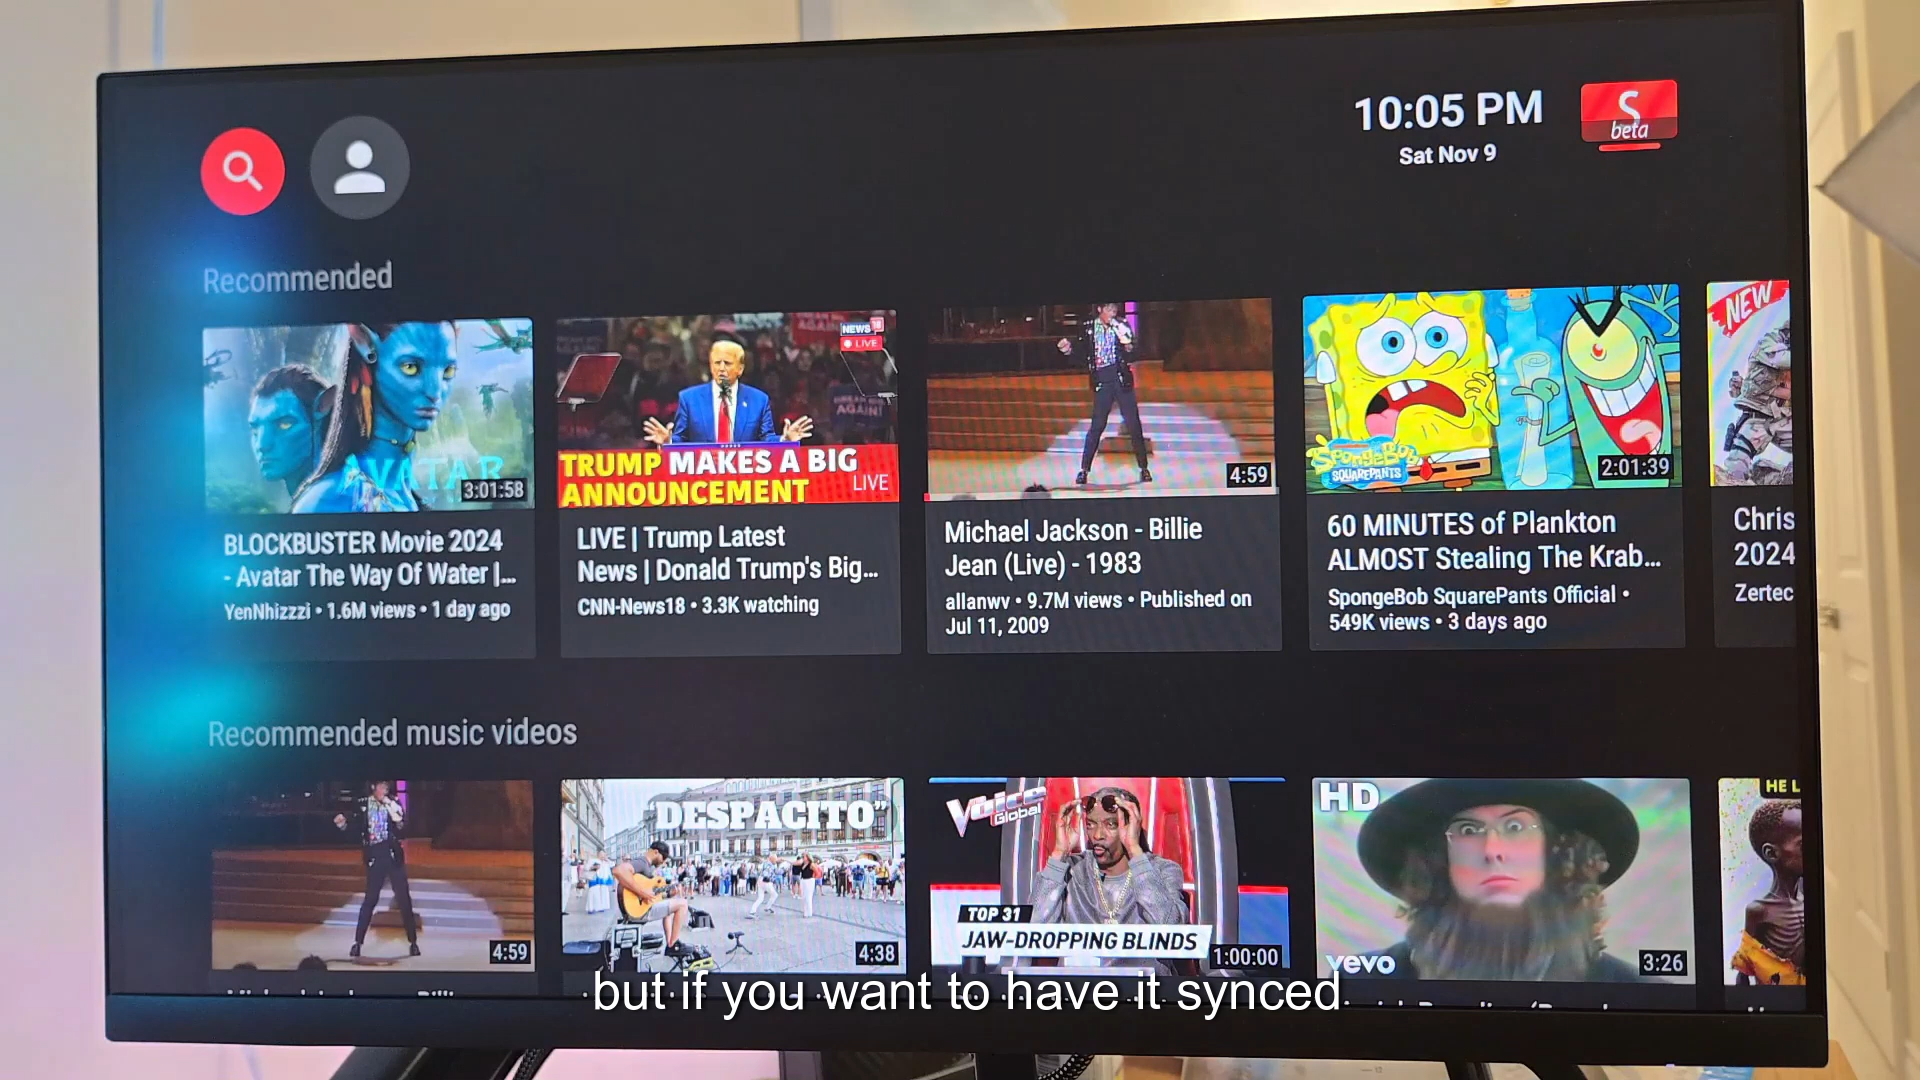 10:05 PM
Sat Nov 9
S
beta
Recommended
AVATAR
3:01:58
NEWS 18
LIVE
AGAIN!
TRUMP MAKES A BIG
ANNOUNCEMENT
LIVE
4:59
SpongeBob
SQUAREPANTS
2:01:39
NEW
BLOCKBUSTER Movie 2024
- Avatar The Way Of Water |...
YenNhizzzi • 1.6M views • 1 day ago
LIVE | Trump Latest
News | Donald Trump's Big...
CNN-News18 • 3.3K watching
Michael Jackson - Billie
Jean (Live) - 1983
allanwv • 9.7M views • Published on
Jul 11, 2009
60 MINUTES of Plankton
ALMOST Stealing The Krab...
SpongeBob SquarePants Official •
549K views • 3 days ago
Chris
2024
Zertec
Recommended music videos
4:59
"DESPACITO"
4:38
The Voice
Global
TOP 31
JAW-DROPPING BLINDS
1:00:00
HD
vevo
3:26
HE L
but if you want to have it synced